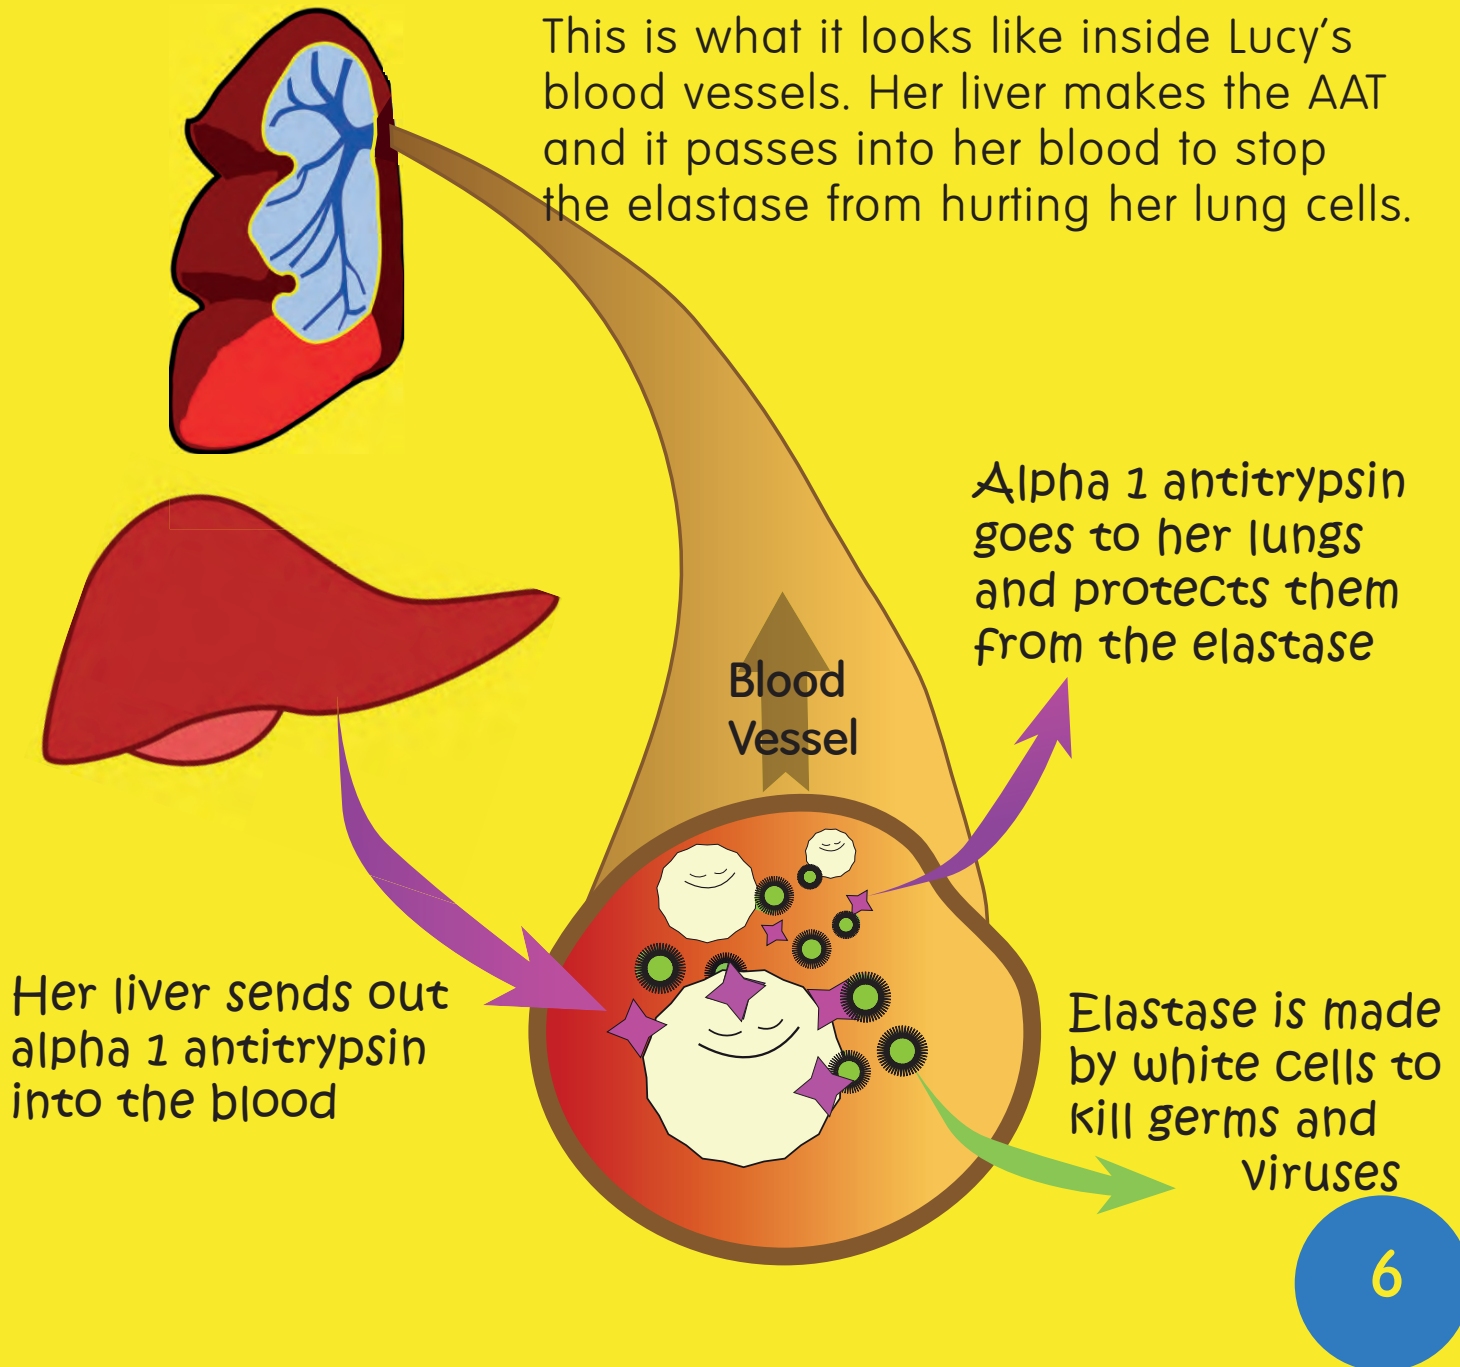 This is what it looks like inside Lucy's
blood vessels. Her liver makes the AAT
and it passes into her blood to stop
the elastase from hurting her lung cells.
Alpha 1 antitrypsin
goes to her lungs
and protects them
from the elastase
Blood
Vessel
Her liver sends out
alpha 1 antitrypsin
into the blood
Elastase is made
by white cells to
kill germs and
viruses
6